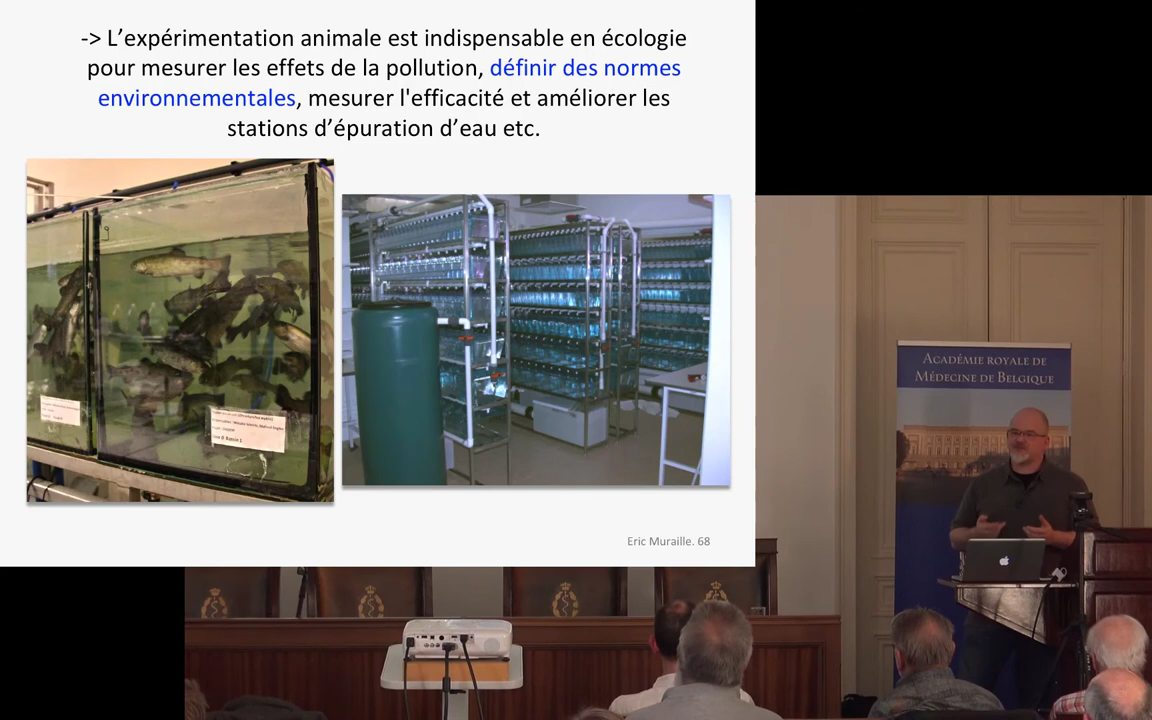 -> L’expérimentation animale est indispensable en écologie
pour mesurer les effets de la pollution, définir des normes
environnementales, mesurer l'efficacité et améliorer les
stations d’épuration d’eau etc.
Eric Muraille. 68
ACADÉMIE ROYALE DE
MÉDECINE DE BELGIQUE